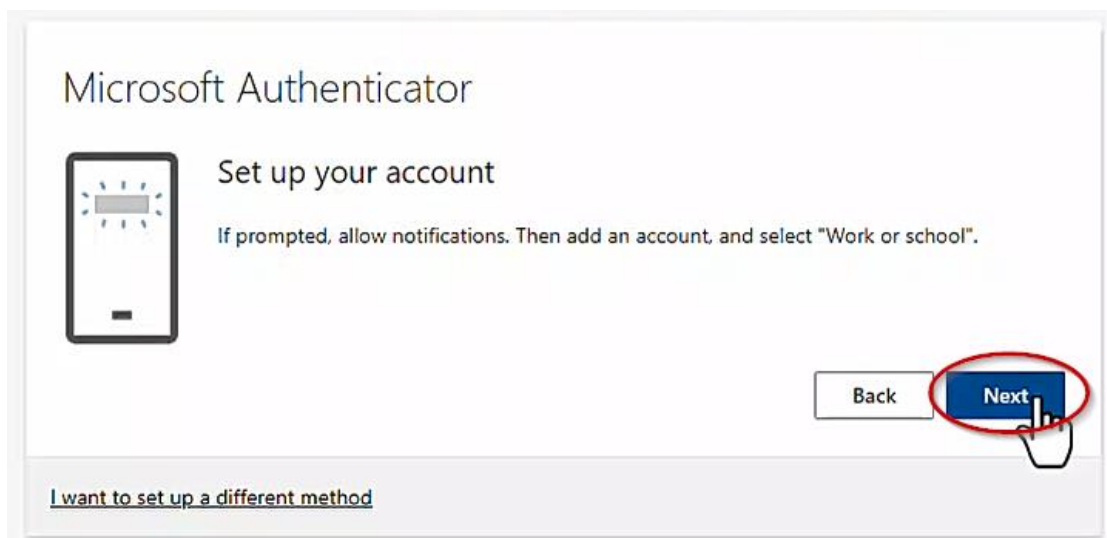 Microsoft Authenticator
Set up your account
If prompted, allow notifications. Then add an account, and select "Work or school".
Back
Next
I want to set up a different method